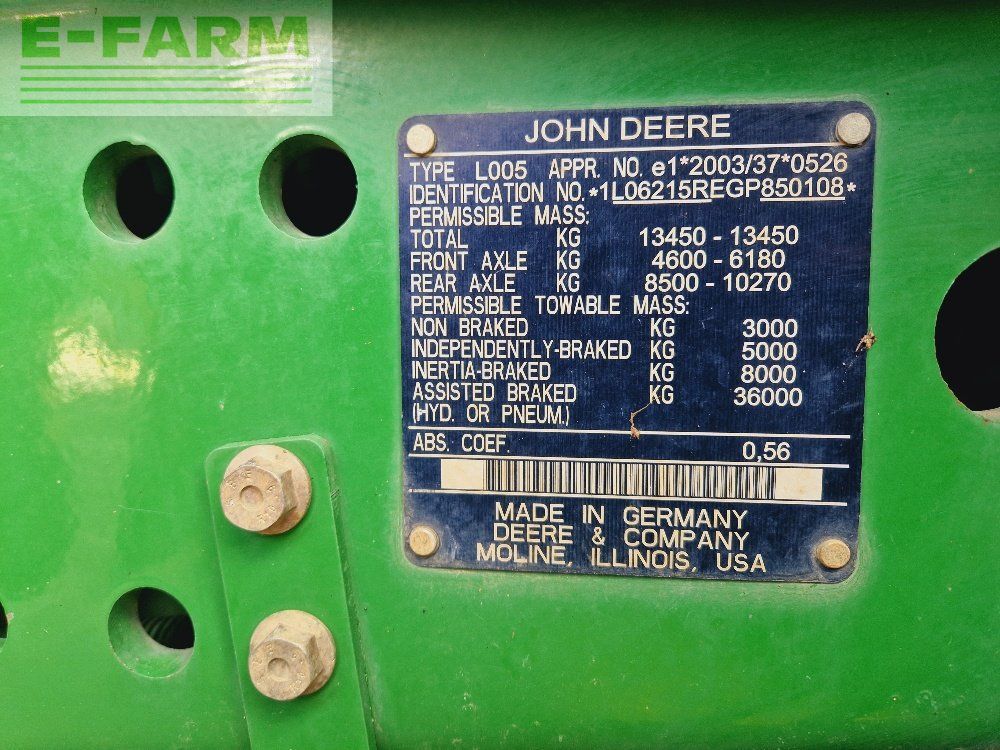 E-FARM
JOHN DEERE
TYPE L005 APPR. NO. e1*2003/37*0526
IDENTIFICATION NO. *1L06215REGP850108*
PERMISSIBLE MASS:
TOTAL KG 13450 - 13450
FRONT AXLE KG 4600 - 6180
REAR AXLE KG 8500 - 10270
PERMISSIBLE TOWABLE MASS:
NON BRAKED KG 3000
INDEPENDENTLY-BRAKED KG 5000
INERTIA-BRAKED KG 8000
ASSISTED BRAKED KG 36000
(HYD. OR PNEUM.)
ABS. COEF. 0,56
MADE IN GERMANY
DEERE & COMPANY
MOLINE, ILLINOIS, USA